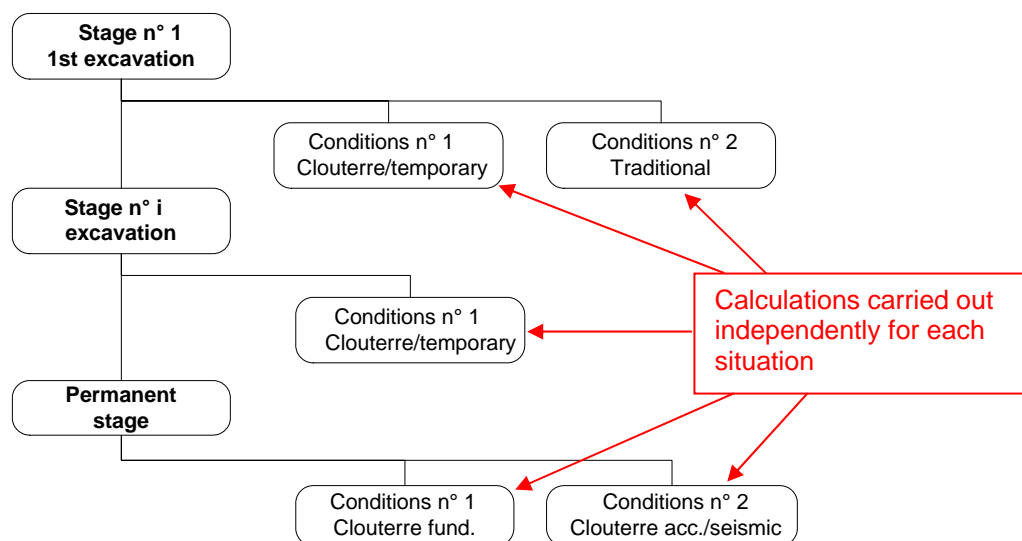 Stage n° 1
1st excavation
Conditions n° 1
Clouterre/temporary
Conditions n° 2
Traditional
Stage n° i
excavation
Conditions n° 1
Clouterre/temporary
Calculations carried out
independently for each
situation
Permanent
stage
Conditions n° 1
Clouterre fund.
Conditions n° 2
Clouterre acc./seismic